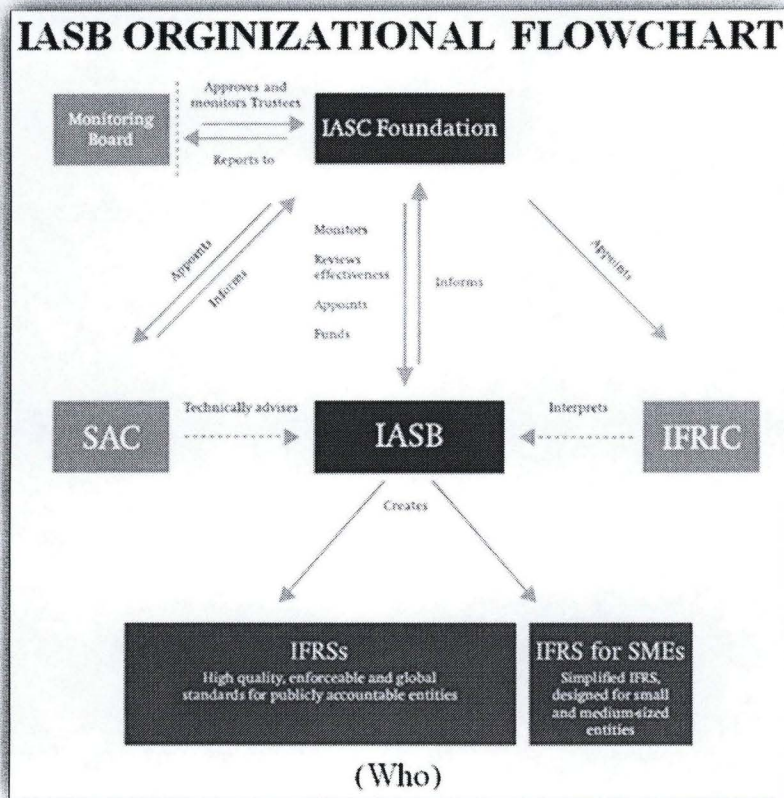 IASB ORGINIZATIONAL FLOWCHART
Approves and
monitors Trustees
Monitoring
Board
IASC Foundation
Reports to
Appoints
Informs
Monitors
Reviews
effectiveness
Appoints
Funds
Informs
Appoints
SAC
Technically advises
IASB
Interprets
IFRIC
Creates
IFRSs
High quality, enforceable and global
standards for publicly accountable entities
IFRS for SMEs
Simplified IFRS,
designed for small
and medium-sized
entities
(Who)